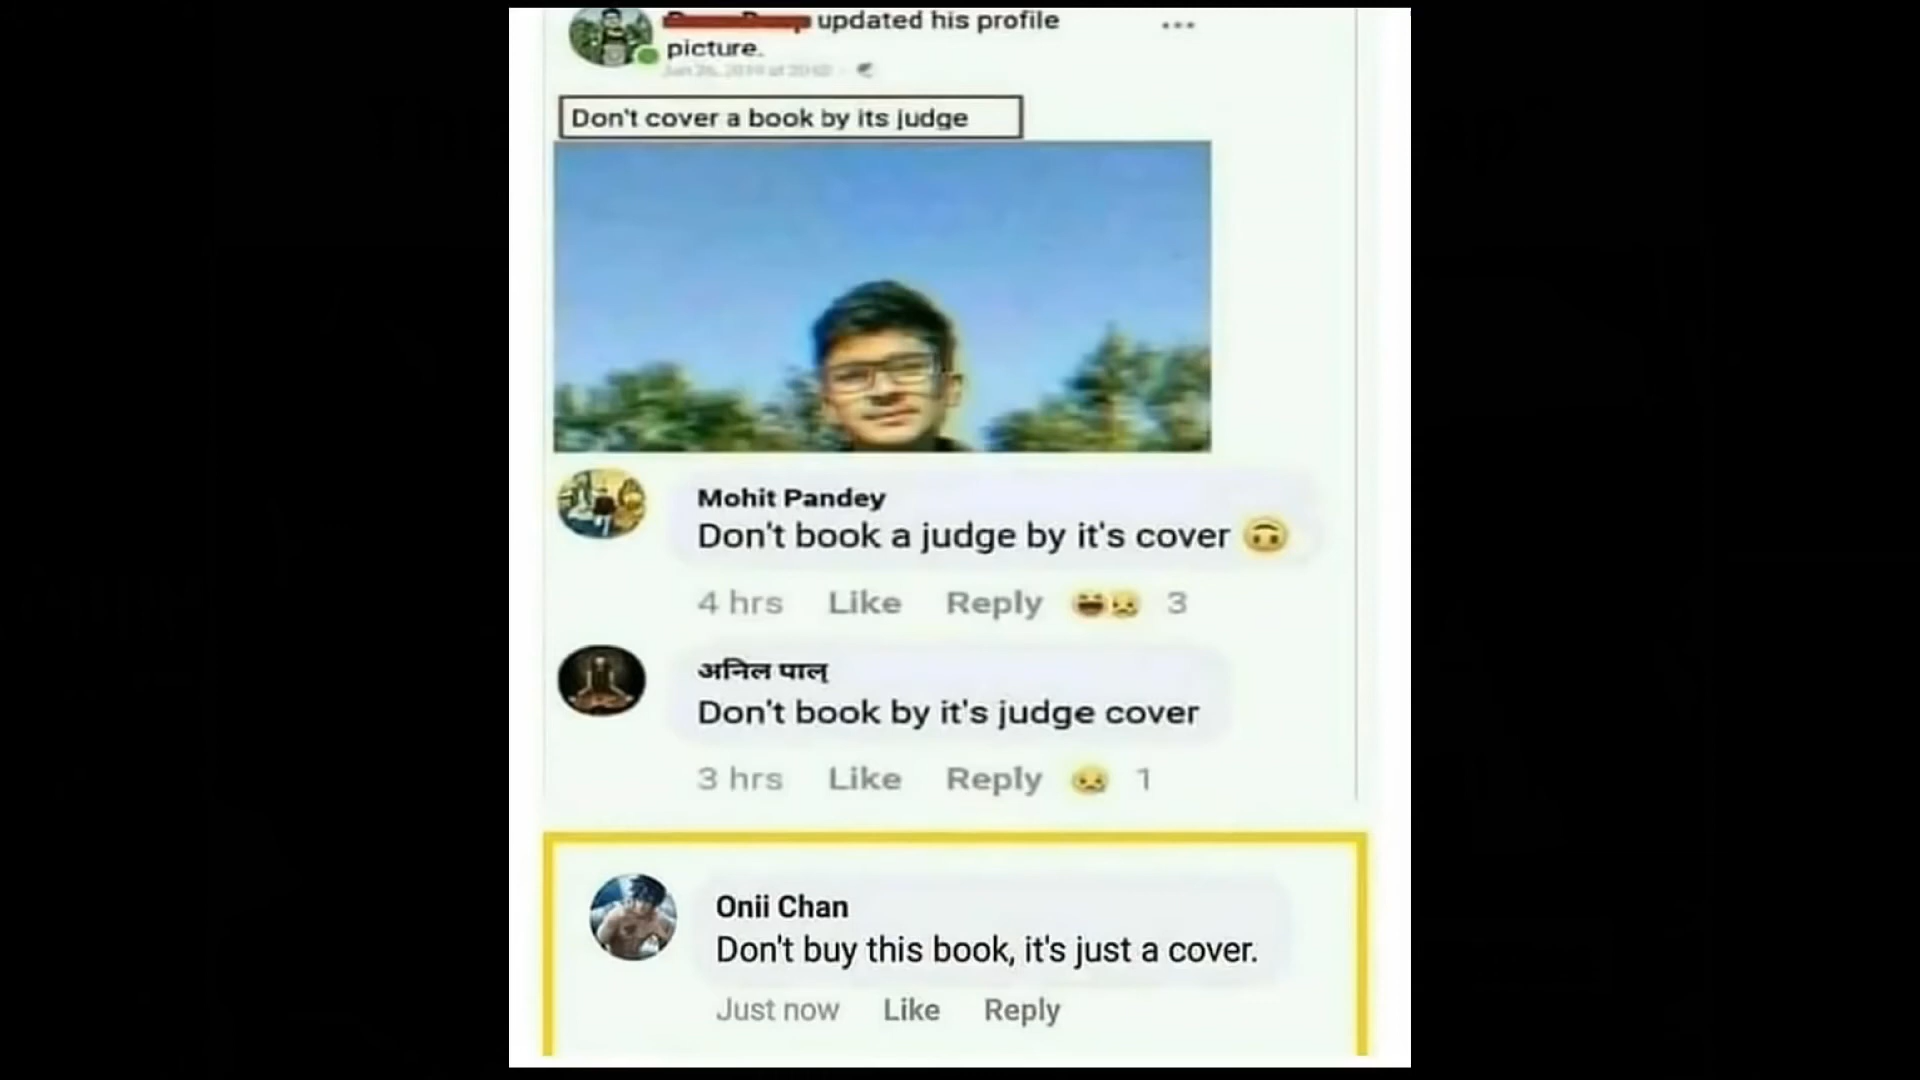 updated his profile
picture.
Don't cover a book by its judge
Mohit Pandey
Don't book a judge by it's cover
4 hrs Like Reply 3
अनिल पाल्
Don't book by it's judge cover
3 hrs Like Reply 1
Onii Chan
Don't buy this book, it's just a cover.
Just now Like Reply